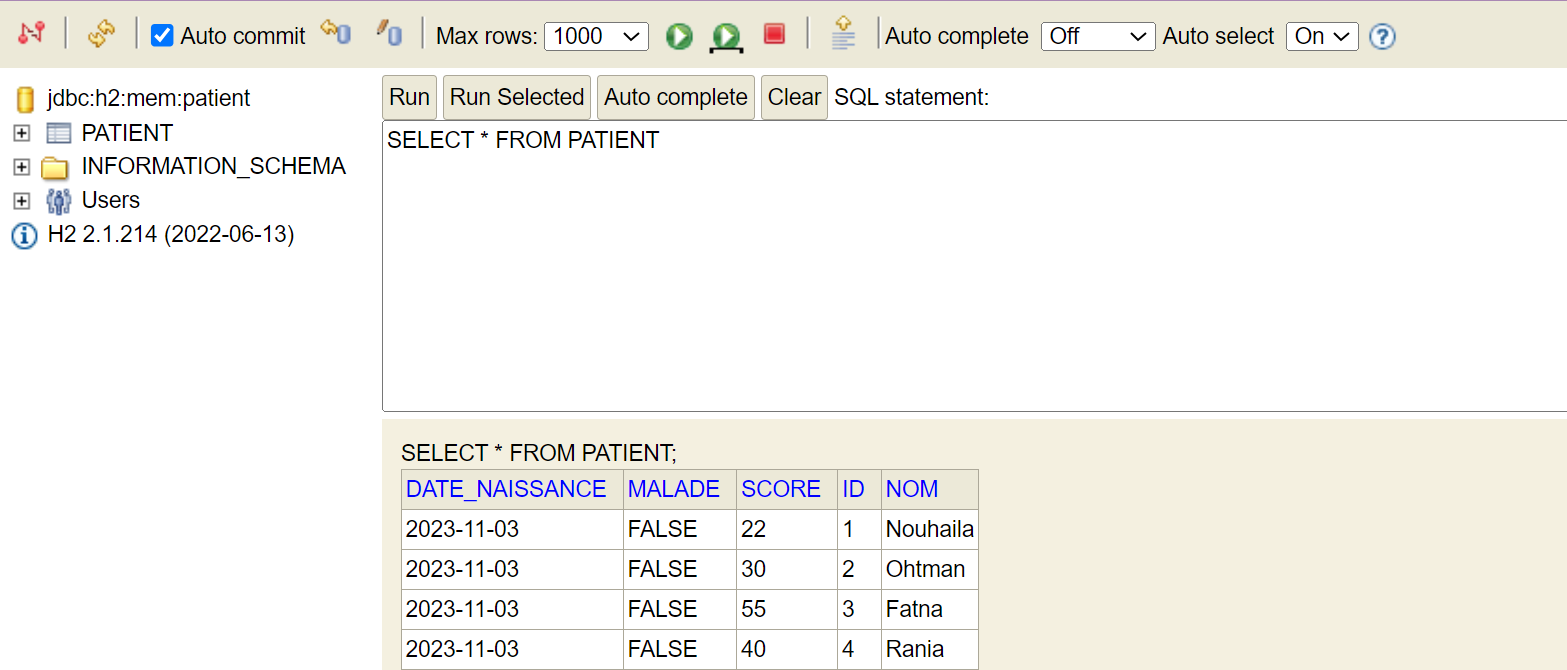 Auto commit Max rows: 1000 Auto complete Off Auto select On ?
jdbc:h2:mem:patient
PATIENT
INFORMATION_SCHEMA
Users
H2 2.1.214 (2022-06-13)
Run Run Selected Auto complete Clear SQL statement:
SELECT * FROM PATIENT
SELECT * FROM PATIENT;
DATE_NAISSANCE MALADE SCORE ID NOM
2023-11-03 FALSE 22 1 Nouhaila
2023-11-03 FALSE 30 2 Ohtman
2023-11-03 FALSE 55 3 Fatna
2023-11-03 FALSE 40 4 Rania